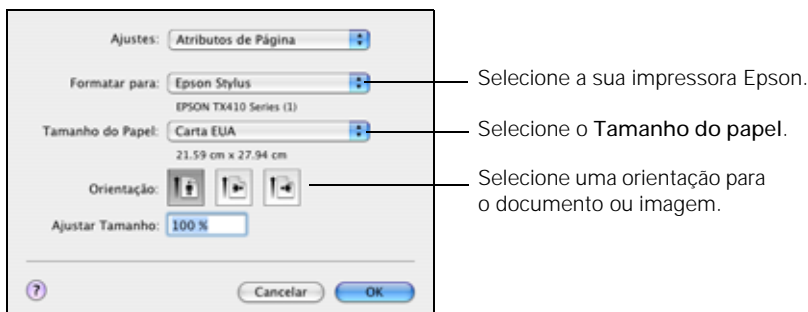 Ajustes: Atributos de Página
Formatar para: Epson Stylus
EPSON TX410 Series (1)
Tamanho do Papel: Carta EUA
21.59 cm x 27.94 cm
Orientação:
Ajustar Tamanho: 100 %
?
Cancelar OK
Selecione a sua impressora Epson.
Selecione o Tamanho do papel.
Selecione uma orientação para
o documento ou imagem.